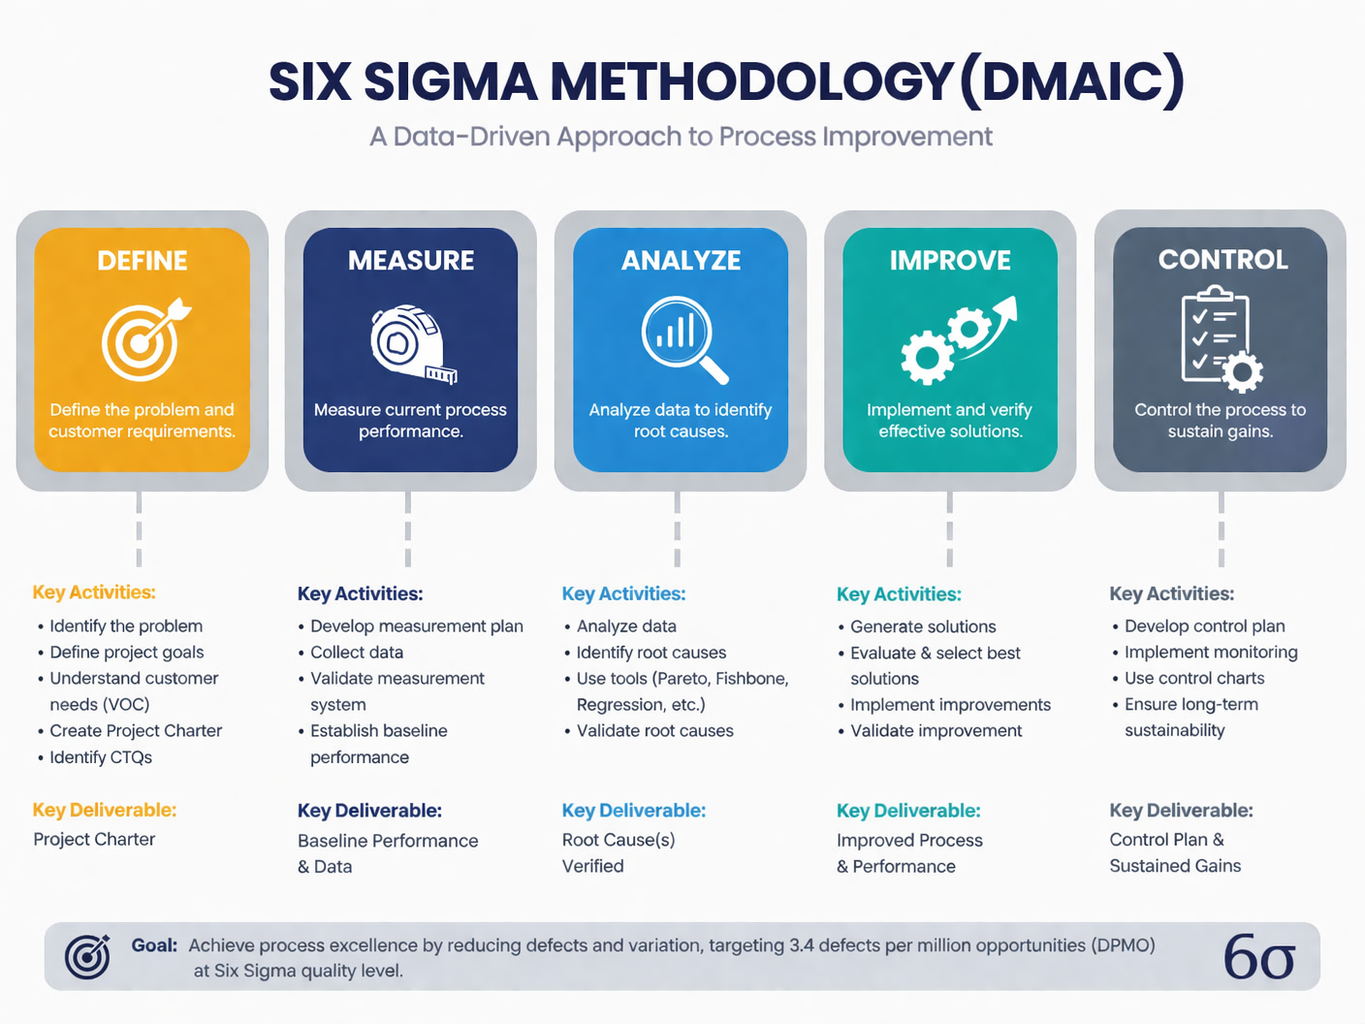 SIX SIGMA METHODOLOGY (DMAIC)
A Data-Driven Approach to Process Improvement
DEFINE
Define the problem and
customer requirements.
MEASURE
Measure current process
performance.
ANALYZE
Analyze data to identify
root causes.
IMPROVE
Implement and verify
effective solutions.
CONTROL
Control the process to
sustain gains.
Key Activities:
• Identify the problem
• Define project goals
• Understand customer
needs (VOC)
• Create Project Charter
• Identify CTQs
Key Deliverable:
Project Charter
Key Activities:
• Develop measurement plan
• Collect data
• Validate measurement
system
• Establish baseline
performance
Key Deliverable:
Baseline Performance
& Data
Key Activities:
• Analyze data
• Identify root causes
• Use tools (Pareto, Fishbone,
Regression, etc.)
• Validate root causes
Key Deliverable:
Root Cause(s)
Verified
Key Activities:
• Generate solutions
• Evaluate & select best
solutions
• Implement improvements
• Validate improvement
Key Deliverable:
Improved Process
& Performance
Key Activities:
• Develop control plan
• Implement monitoring
• Use control charts
• Ensure long-term
sustainability
Key Deliverable:
Control Plan &
Sustained Gains
Goal: Achieve process excellence by reducing defects and variation, targeting 3.4 defects per million opportunities (DPMO)
at Six Sigma quality level.
6σ